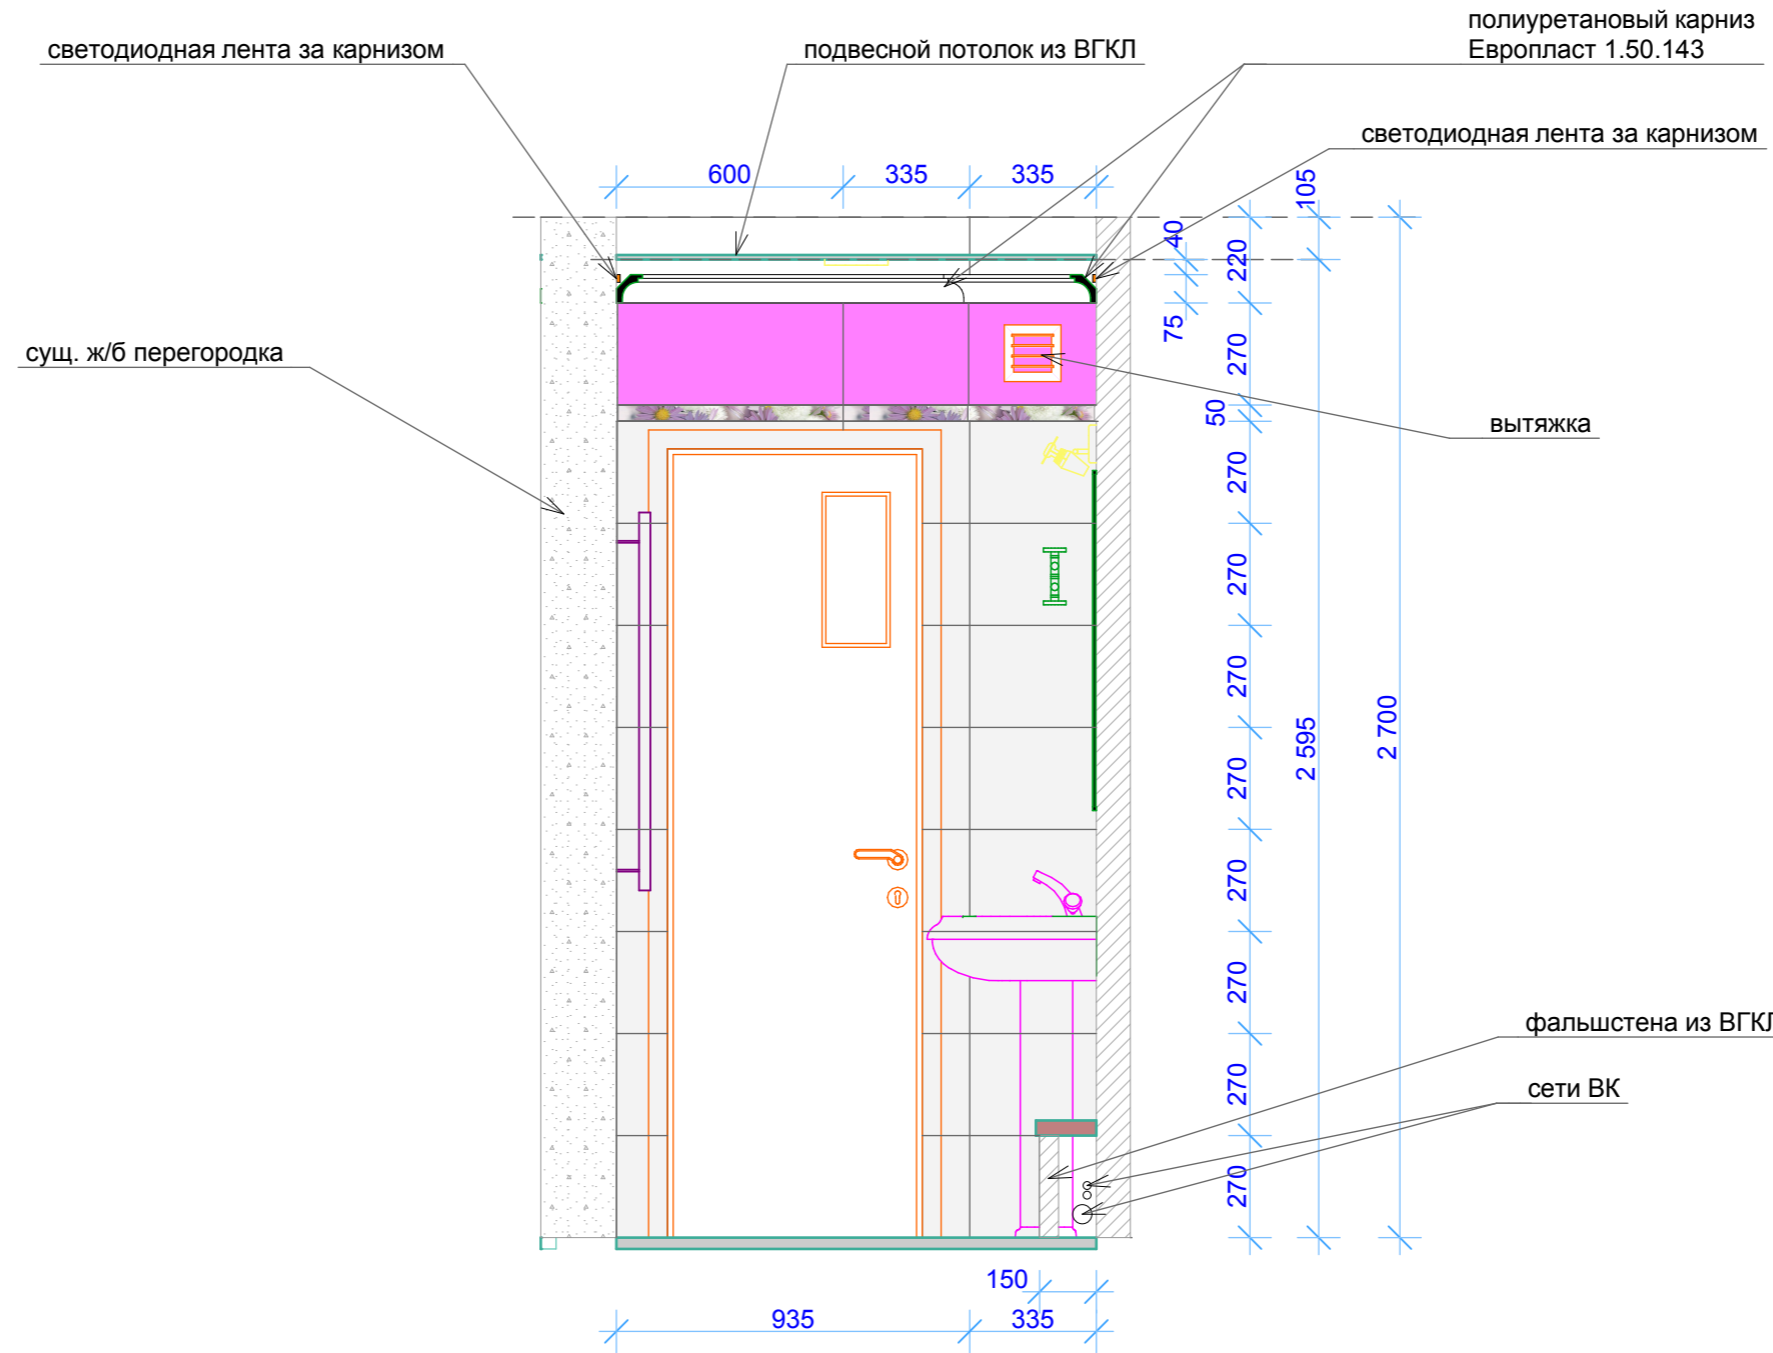 полиуретановый карниз
Европласт 1.50.143
светодиодная лента за карнизом
подвесной потолок из ВГКЛ
светодиодная лента за карнизом
600
335
335
105
40
220
75
270
сущ. ж/б перегородка
50
вытяжка
270
270
270
270
2 595
2 700
270
270
фальшстена из ВГКЛ
270
сети ВК
270
150
935
335